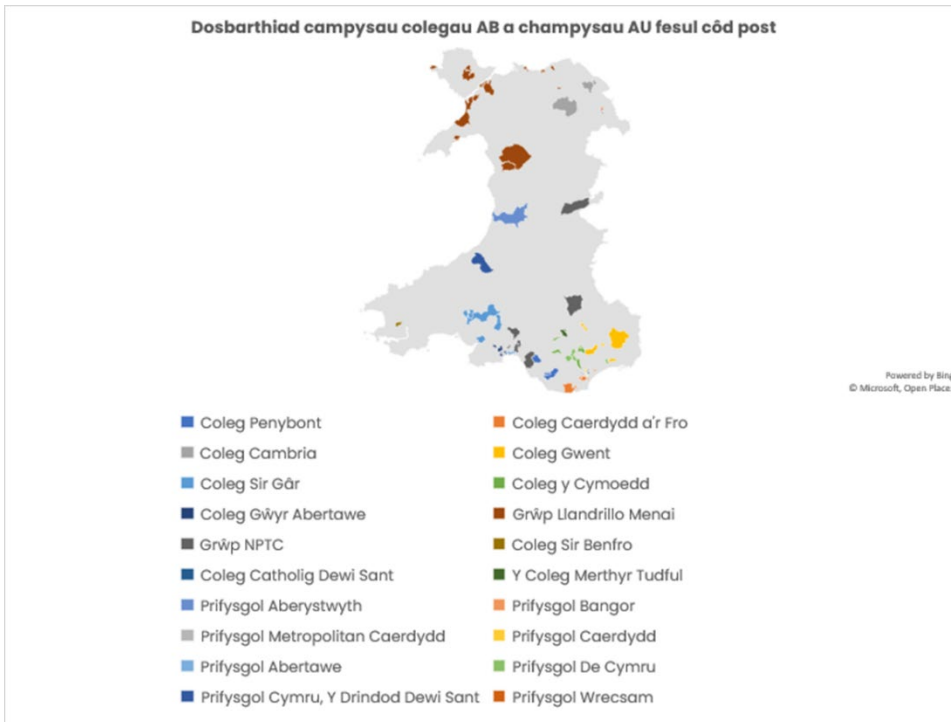 Dosbarthiad campysau colegau AB a champysau AU fesul côd post
Powered by Bing
© Microsoft, Open Place
Coleg Penybont
Coleg Caerdydd a'r Fro
Coleg Cambria
Coleg Gwent
Coleg Sir Gâr
Coleg y Cymoedd
Coleg Gŵyr Abertawe
Grŵp Llandrillo Menai
Grŵp NPTC
Coleg Sir Benfro
Coleg Catholig Dewi Sant
Y Coleg Merthyr Tudful
Prifysgol Aberystwyth
Prifysgol Bangor
Prifysgol Metropolitan Caerdydd
Prifysgol Caerdydd
Prifysgol Abertawe
Prifysgol De Cymru
Prifysgol Cymru, Y Drindod Dewi Sant
Prifysgol Wrecsam